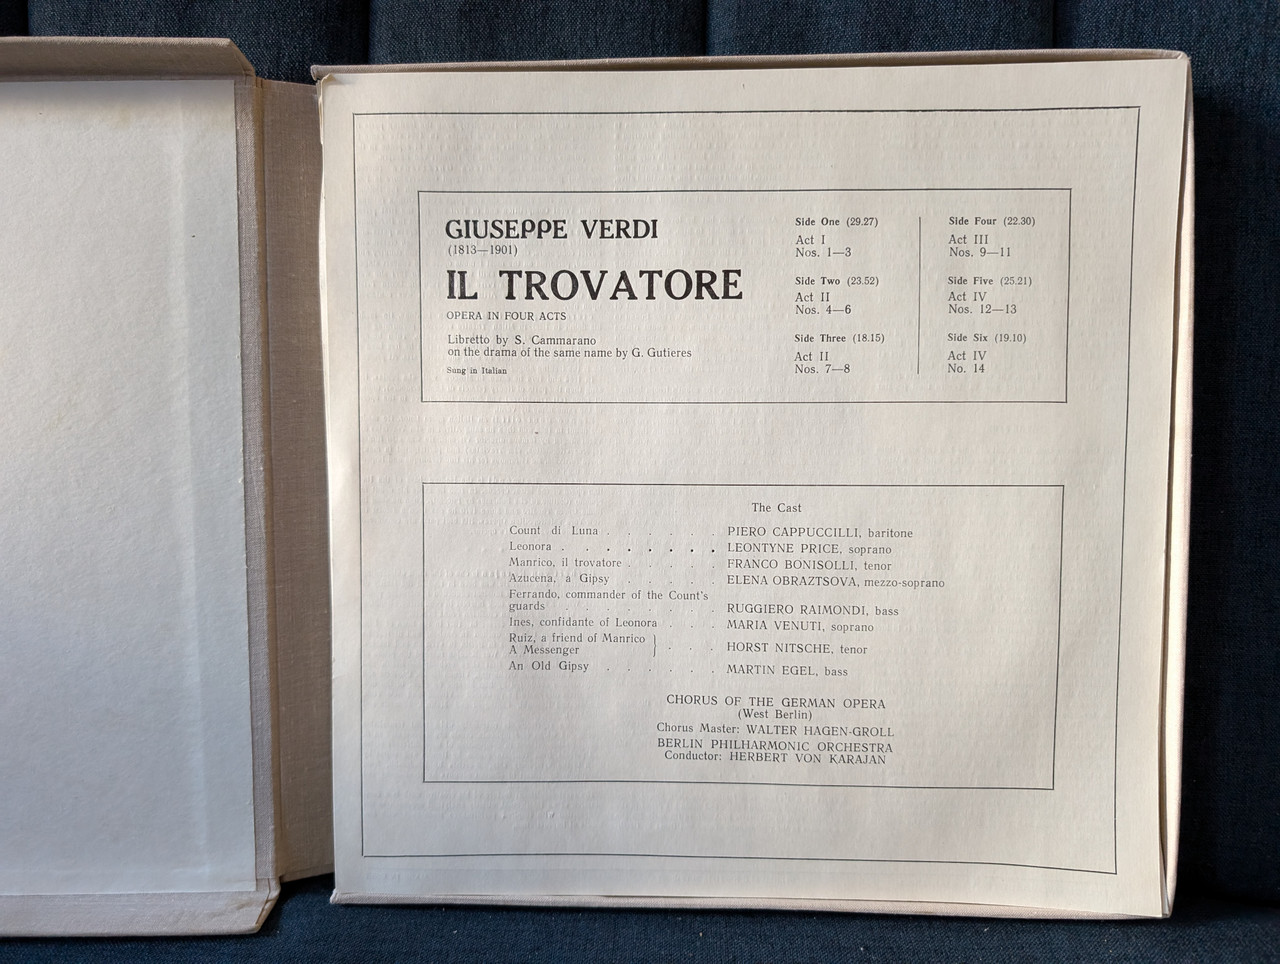 GIUSEPPE VERDI
(1813—1901)
IL TROVATORE
OPERA IN FOUR ACTS
Libretto by S. Cammarano
on the drama of the same name by G. Gutieres
Sung in Italian
Side One (29.27)
Act I
Nos. 1—3
Side Two (23.52)
Act II
Nos. 4—6
Side Three (18.15)
Act II
Nos. 7—8
Side Four (22.30)
Act III
Nos. 9—11
Side Five (25.21)
Act IV
Nos. 12—13
Side Six (19.10)
Act IV
No. 14
The Cast
Count di Luna . . . . . . PIERO CAPPUCCILLI, baritone
Leonora . . . . . . . . LEONTYNE PRICE, soprano
Manrico, il trovatore . . . . . FRANCO BONISOLLI, tenor
Azucena, a Gipsy . . . . . ELENA OBRAZTSOVA, mezzo-soprano
Ferrando, commander of the Count's
guards . . . . . . . . RUGGIERO RAIMONDI, bass
Ines, confidante of Leonora . . . MARIA VENUTI, soprano
Ruiz, a friend of Manrico
A Messenger } . . . HORST NITSCHE, tenor
An Old Gipsy . . . . . . MARTIN EGEL, bass
CHORUS OF THE GERMAN OPERA
(West Berlin)
Chorus Master: WALTER HAGEN-GROLL
BERLIN PHILHARMONIC ORCHESTRA
Conductor: HERBERT VON KARAJAN